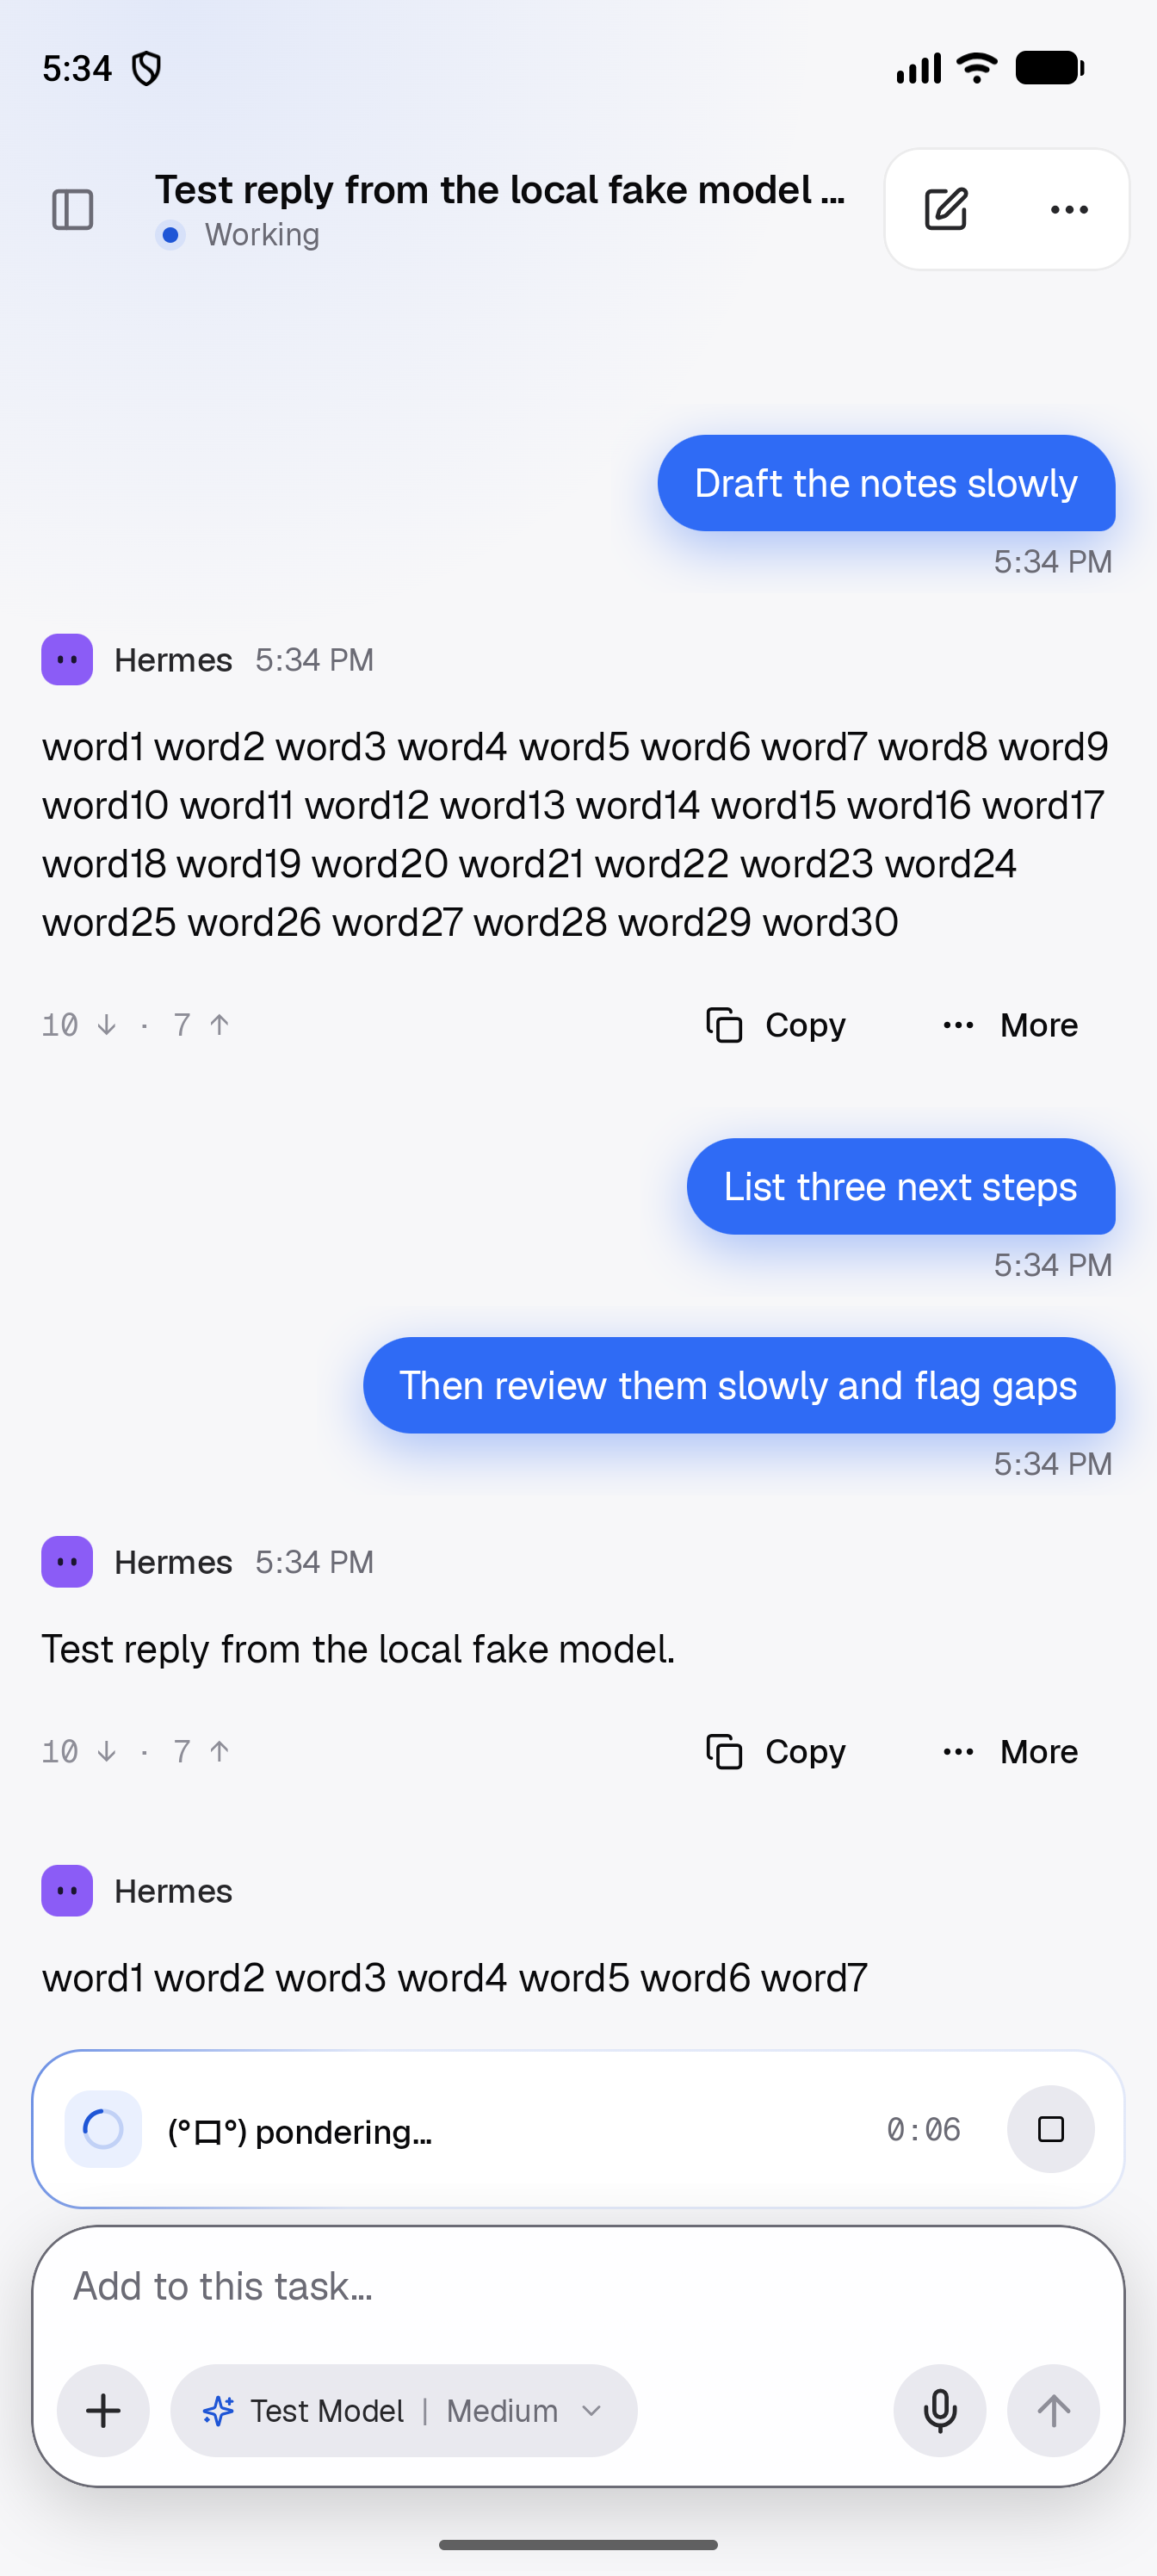 5:34
Test reply from the local fake model ...
Working
Draft the notes slowly
5:34 PM
Hermes 5:34 PM
word1 word2 word3 word4 word5 word6 word7 word8 word9
word10 word11 word12 word13 word14 word15 word16 word17
word18 word19 word20 word21 word22 word23 word24
word25 word26 word27 word28 word29 word30
10 ↓ · 7 ↑ Copy More
List three next steps
5:34 PM
Then review them slowly and flag gaps
5:34 PM
Hermes 5:34 PM
Test reply from the local fake model.
10 ↓ · 7 ↑ Copy More
Hermes
word1 word2 word3 word4 word5 word6 word7
(°ロ°) pondering... 0:06
Add to this task...
Test Model | Medium